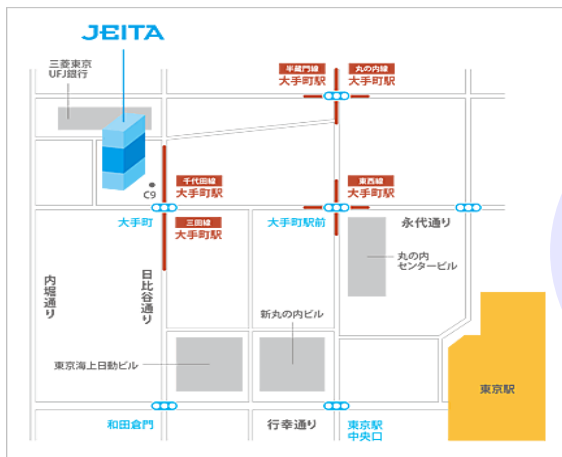 JEITA
三菱東京
UFJ銀行
半蔵門線
大手町駅
丸の内線
大手町駅
C9
千代田線
大手町駅
東西線
大手町駅
大手町
三田線
大手町駅
大手町駅前
永代通り
丸の内
センタービル
内堀通り
日比谷通り
新丸の内ビル
東京海上日動ビル
東京駅
和田倉門
行幸通り
東京駅
中央口